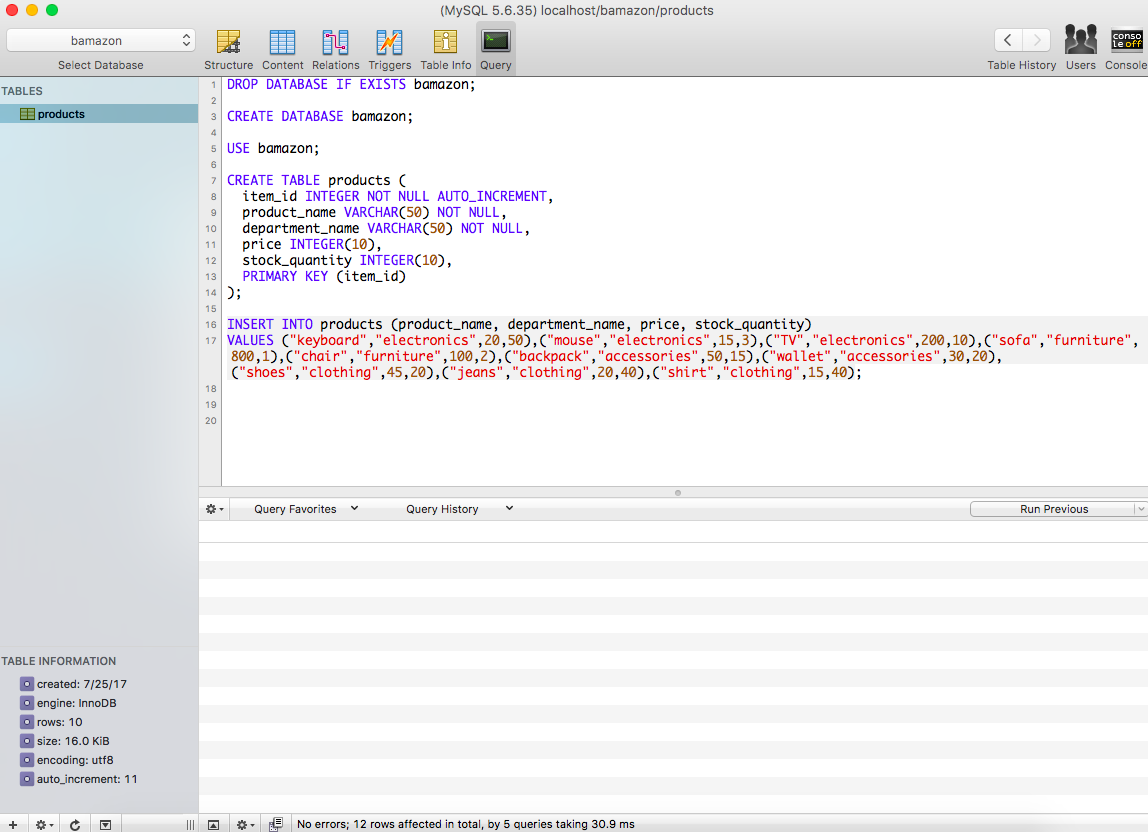 (MySQL 5.6.35) localhost/bamazon/products
bamazon
Select Database
Structure Content Relations Triggers Table Info Query
Table History Users Console
conso
le off
TABLES
products
1 DROP DATABASE IF EXISTS bamazon;
2
3 CREATE DATABASE bamazon;
4
5 USE bamazon;
6
7 CREATE TABLE products (
8 item_id INTEGER NOT NULL AUTO_INCREMENT,
9 product_name VARCHAR(50) NOT NULL,
10 department_name VARCHAR(50) NOT NULL,
11 price INTEGER(10),
12 stock_quantity INTEGER(10),
13 PRIMARY KEY (item_id)
14 );
15
16 INSERT INTO products (product_name, department_name, price, stock_quantity)
17 VALUES ("keyboard","electronics",20,50),("mouse","electronics",15,3),("TV","electronics",200,10),("sofa","furniture",
800,1),("chair","furniture",100,2),("backpack","accessories",50,15),("wallet","accessories",30,20),
("shoes","clothing",45,20),("jeans","clothing",20,40),("shirt","clothing",15,40);
18
19
20
Query Favorites Query History Run Previous
TABLE INFORMATION
created: 7/25/17
engine: InnoDB
rows: 10
size: 16.0 KiB
encoding: utf8
auto_increment: 11
No errors; 12 rows affected in total, by 5 queries taking 30.9 ms